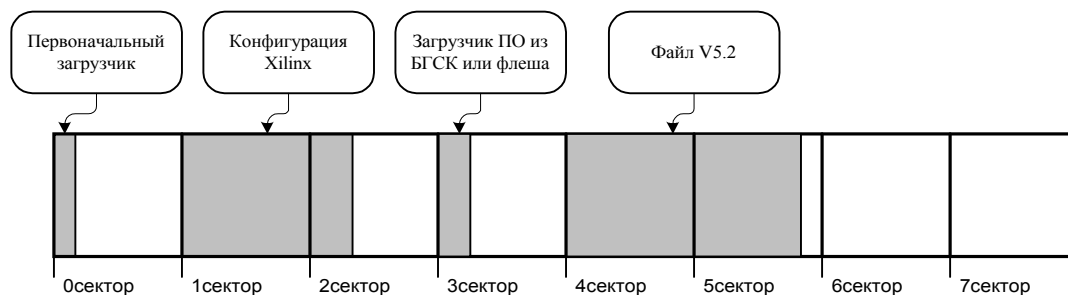 Первоначальный
загрузчик
Конфигурация
Xilinx
Загрузчик ПО из
БГСК или флеша
Файл V5.2
0сектор
1сектор
2сектор
3сектор
4сектор
5сектор
6сектор
7сектор